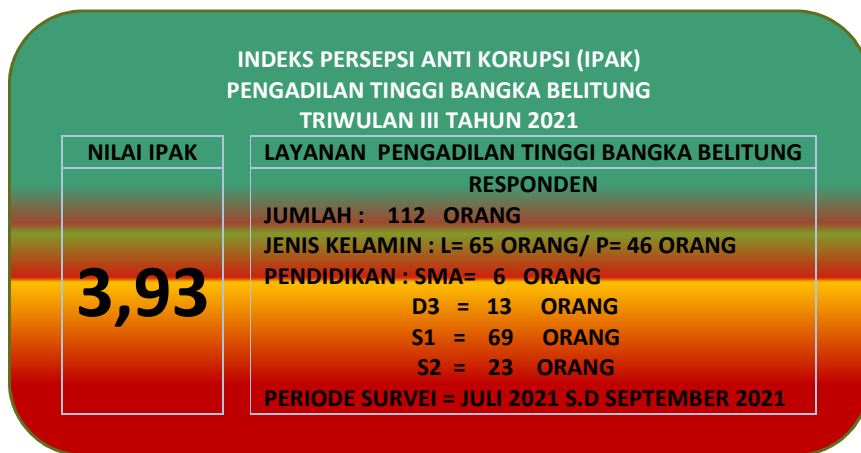 INDEKS PERSEPSI ANTI KORUPSI (IPAK)
PENGADILAN TINGGI BANGKA BELITUNG
TRIWULAN III TAHUN 2021
NILAI IPAK
3,93
LAYANAN PENGADILAN TINGGI BANGKA BELITUNG
RESPONDEN
JUMLAH : 112 ORANG
JENIS KELAMIN : L= 65 ORANG/ P= 46 ORANG
PENDIDIKAN : SMA= 6 ORANG
D3 = 13 ORANG
S1 = 69 ORANG
S2 = 23 ORANG
PERIODE SURVEI = JULI 2021 S.D SEPTEMBER 2021